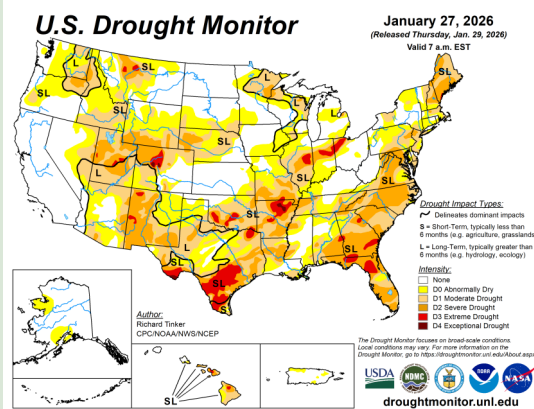 U.S. Drought Monitor
January 27, 2026
(Released Thursday, Jan. 29, 2026)
Valid 7 a.m. EST
L
SL
SL
SL
SL
L
L
L
L
SL
SL
SL
SL
SL
L
SL
SL
S
SL
Drought Impact Types:
Delineates dominant impacts
S = Short-Term, typically less than
6 months (e.g. agriculture, grasslands
L = Long-Term, typically greater than
6 months (e.g. hydrology, ecology)
Intensity:
None
D0 Abnormally Dry
D1 Moderate Drought
D2 Severe Drought
D3 Extreme Drought
D4 Exceptional Drought
Author:
Richard Tinker
CPC/NOAA/NWS/NCEP
SL
The Drought Monitor focuses on broad-scale conditions.
Local conditions may vary. For more information on the
Drought Monitor, go to https://droughtmonitor.unl.edu/About.asp
USDA
NDMC
NOAA
NASA
droughtmonitor.unl.edu